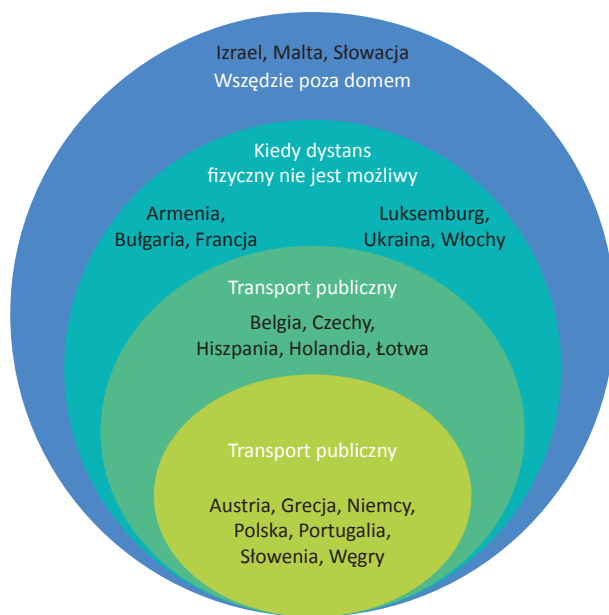 Izrael, Malta, Słowacja
Wszędzie poza domem
Kiedy dystans
fizyczny nie jest możliwy
Armenia,
Bułgaria, Francja
Luksemburg,
Ukraina, Włochy
Transport publiczny
Belgia, Czechy,
Hiszpania, Holandia, Łotwa
Transport publiczny
Austria, Grecja, Niemcy,
Polska, Portugalia,
Słowenia, Węgry